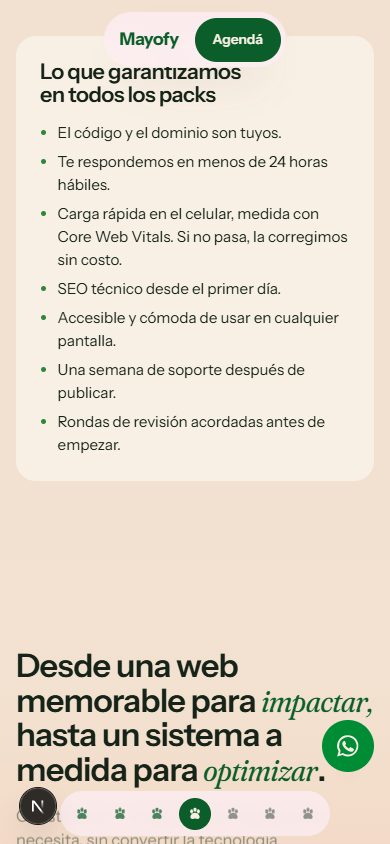 Mayofy
Agendá
Lo que garantizamos
en todos los packs
El código y el dominio son tuyos.
Te respondemos en menos de 24 horas
hábiles.
Carga rápida en el celular, medida con
Core Web Vitals. Si no pasa, la corregimos
sin costo.
SEO técnico desde el primer día.
Accesible y cómoda de usar en cualquier
pantalla.
Una semana de soporte después de
publicar.
Rondas de revisión acordadas antes de
empezar.
Desde una web
memorable para impactar,
hasta un sistema a
medida para optimizar.
N
necesita, sin convertir la tecnología